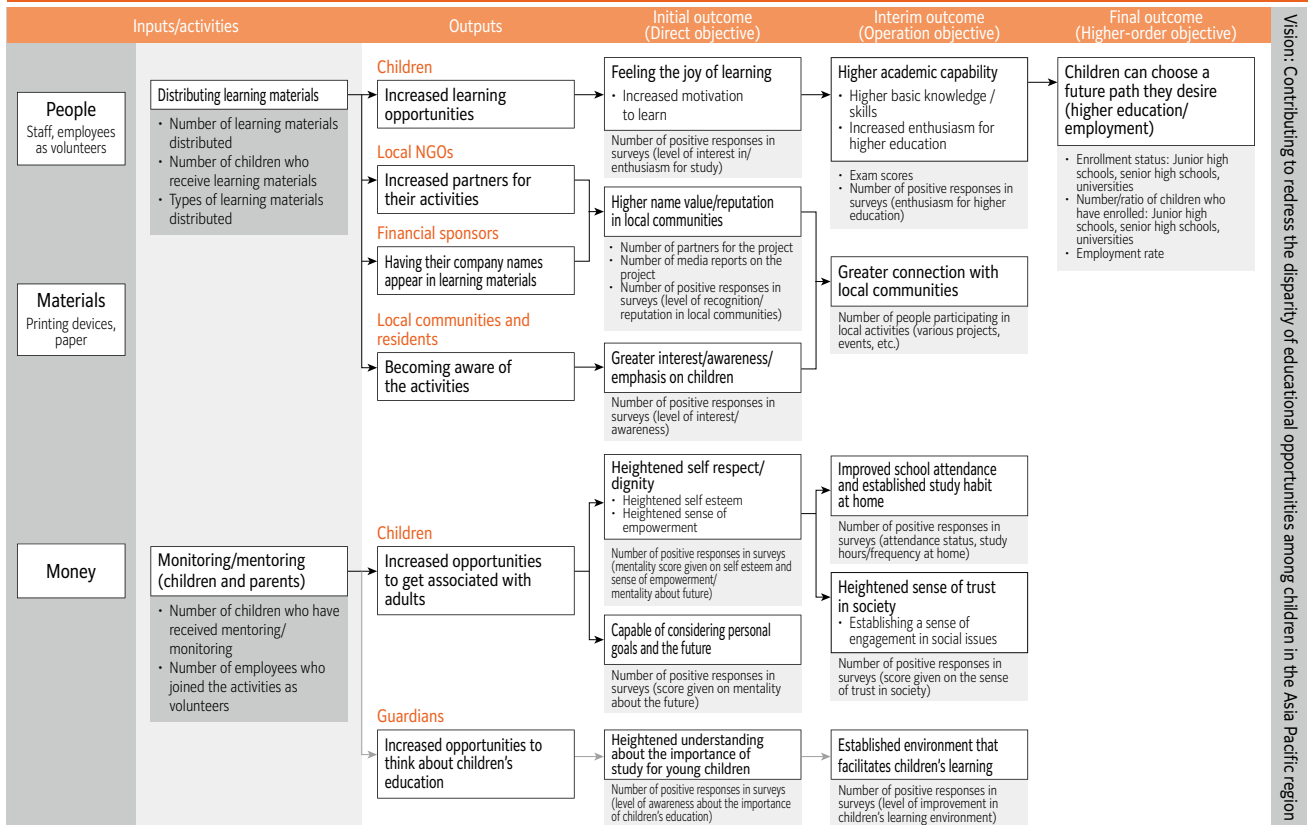 Inputs/activities
Outputs
Initial outcome
(Direct objective)
Interim outcome
(Operation objective)
Final outcome
(Higher-order objective)
People
Staff, employees
as volunteers
Materials
Printing devices,
paper
Money
Distributing learning materials
・ Number of learning materials
distributed
・ Number of children who
receive learning materials
・ Types of learning materials
distributed
Monitoring/mentoring
(children and parents)
・ Number of children who have
received mentoring/
monitoring
・ Number of employees who
joined the activities as
volunteers
Children
Increased learning
opportunities
Local NGOs
Increased partners for
their activities
Financial sponsors
Having their company names
appear in learning materials
Local communities and
residents
Becoming aware of
the activities
Children
Increased opportunities
to get associated with
adults
Guardians
Increased opportunities to
think about children's
education
Feeling the joy of learning
・ Increased motivation
to learn
Number of positive responses in
surveys (level of interest in/
enthusiasm for study)
Higher name value/reputation
in local communities
・ Number of partners for the project
・ Number of media reports on the
project
・ Number of positive responses in
surveys (level of recognition/
reputation in local communities)
Greater interest/awareness/
emphasis on children
Number of positive responses in
surveys (level of interest/
awareness)
Heightened self respect/
dignity
・ Heightened self esteem
・ Heightened sense of
empowerment
Number of positive responses in surveys
(mentality score given on self esteem and
sense of empowerment/
mentality about future)
Capable of considering personal
goals and the future
Number of positive responses in
surveys (score given on mentality
about the future)
Heightened understanding
about the importance of
study for young children
Number of positive responses in surveys
(level of awareness about the importance
of children's education)
Higher academic capability
・ Higher basic knowledge /
skills
・ Increased enthusiasm for
higher education
・ Exam scores
・ Number of positive responses in
surveys (enthusiasm for higher
education)
Greater connection with
local communities
Number of people participating in
local activities (various projects,
events, etc.)
Improved school attendance
and established study habit
at home
Number of positive responses in
surveys (attendance status, study
hours/frequency at home)
Heightened sense of trust
in society
・ Establishing a sense of
engagement in social issues
Number of positive responses in
surveys (score given on the sense
of trust in society)
Established environment that
facilitates children's learning
Number of positive responses in
surveys (level of improvement in
children's learning environment)
Children can choose a
future path they desire
(higher education/
employment)
・ Enrollment status: Junior high
schools, senior high schools,
universities
・ Number/ratio of children who
have enrolled: Junior high
schools, senior high schools,
universities
・ Employment rate
Vision: Contributing to redress the disparity of educational opportunities among children in the Asia Pacific region